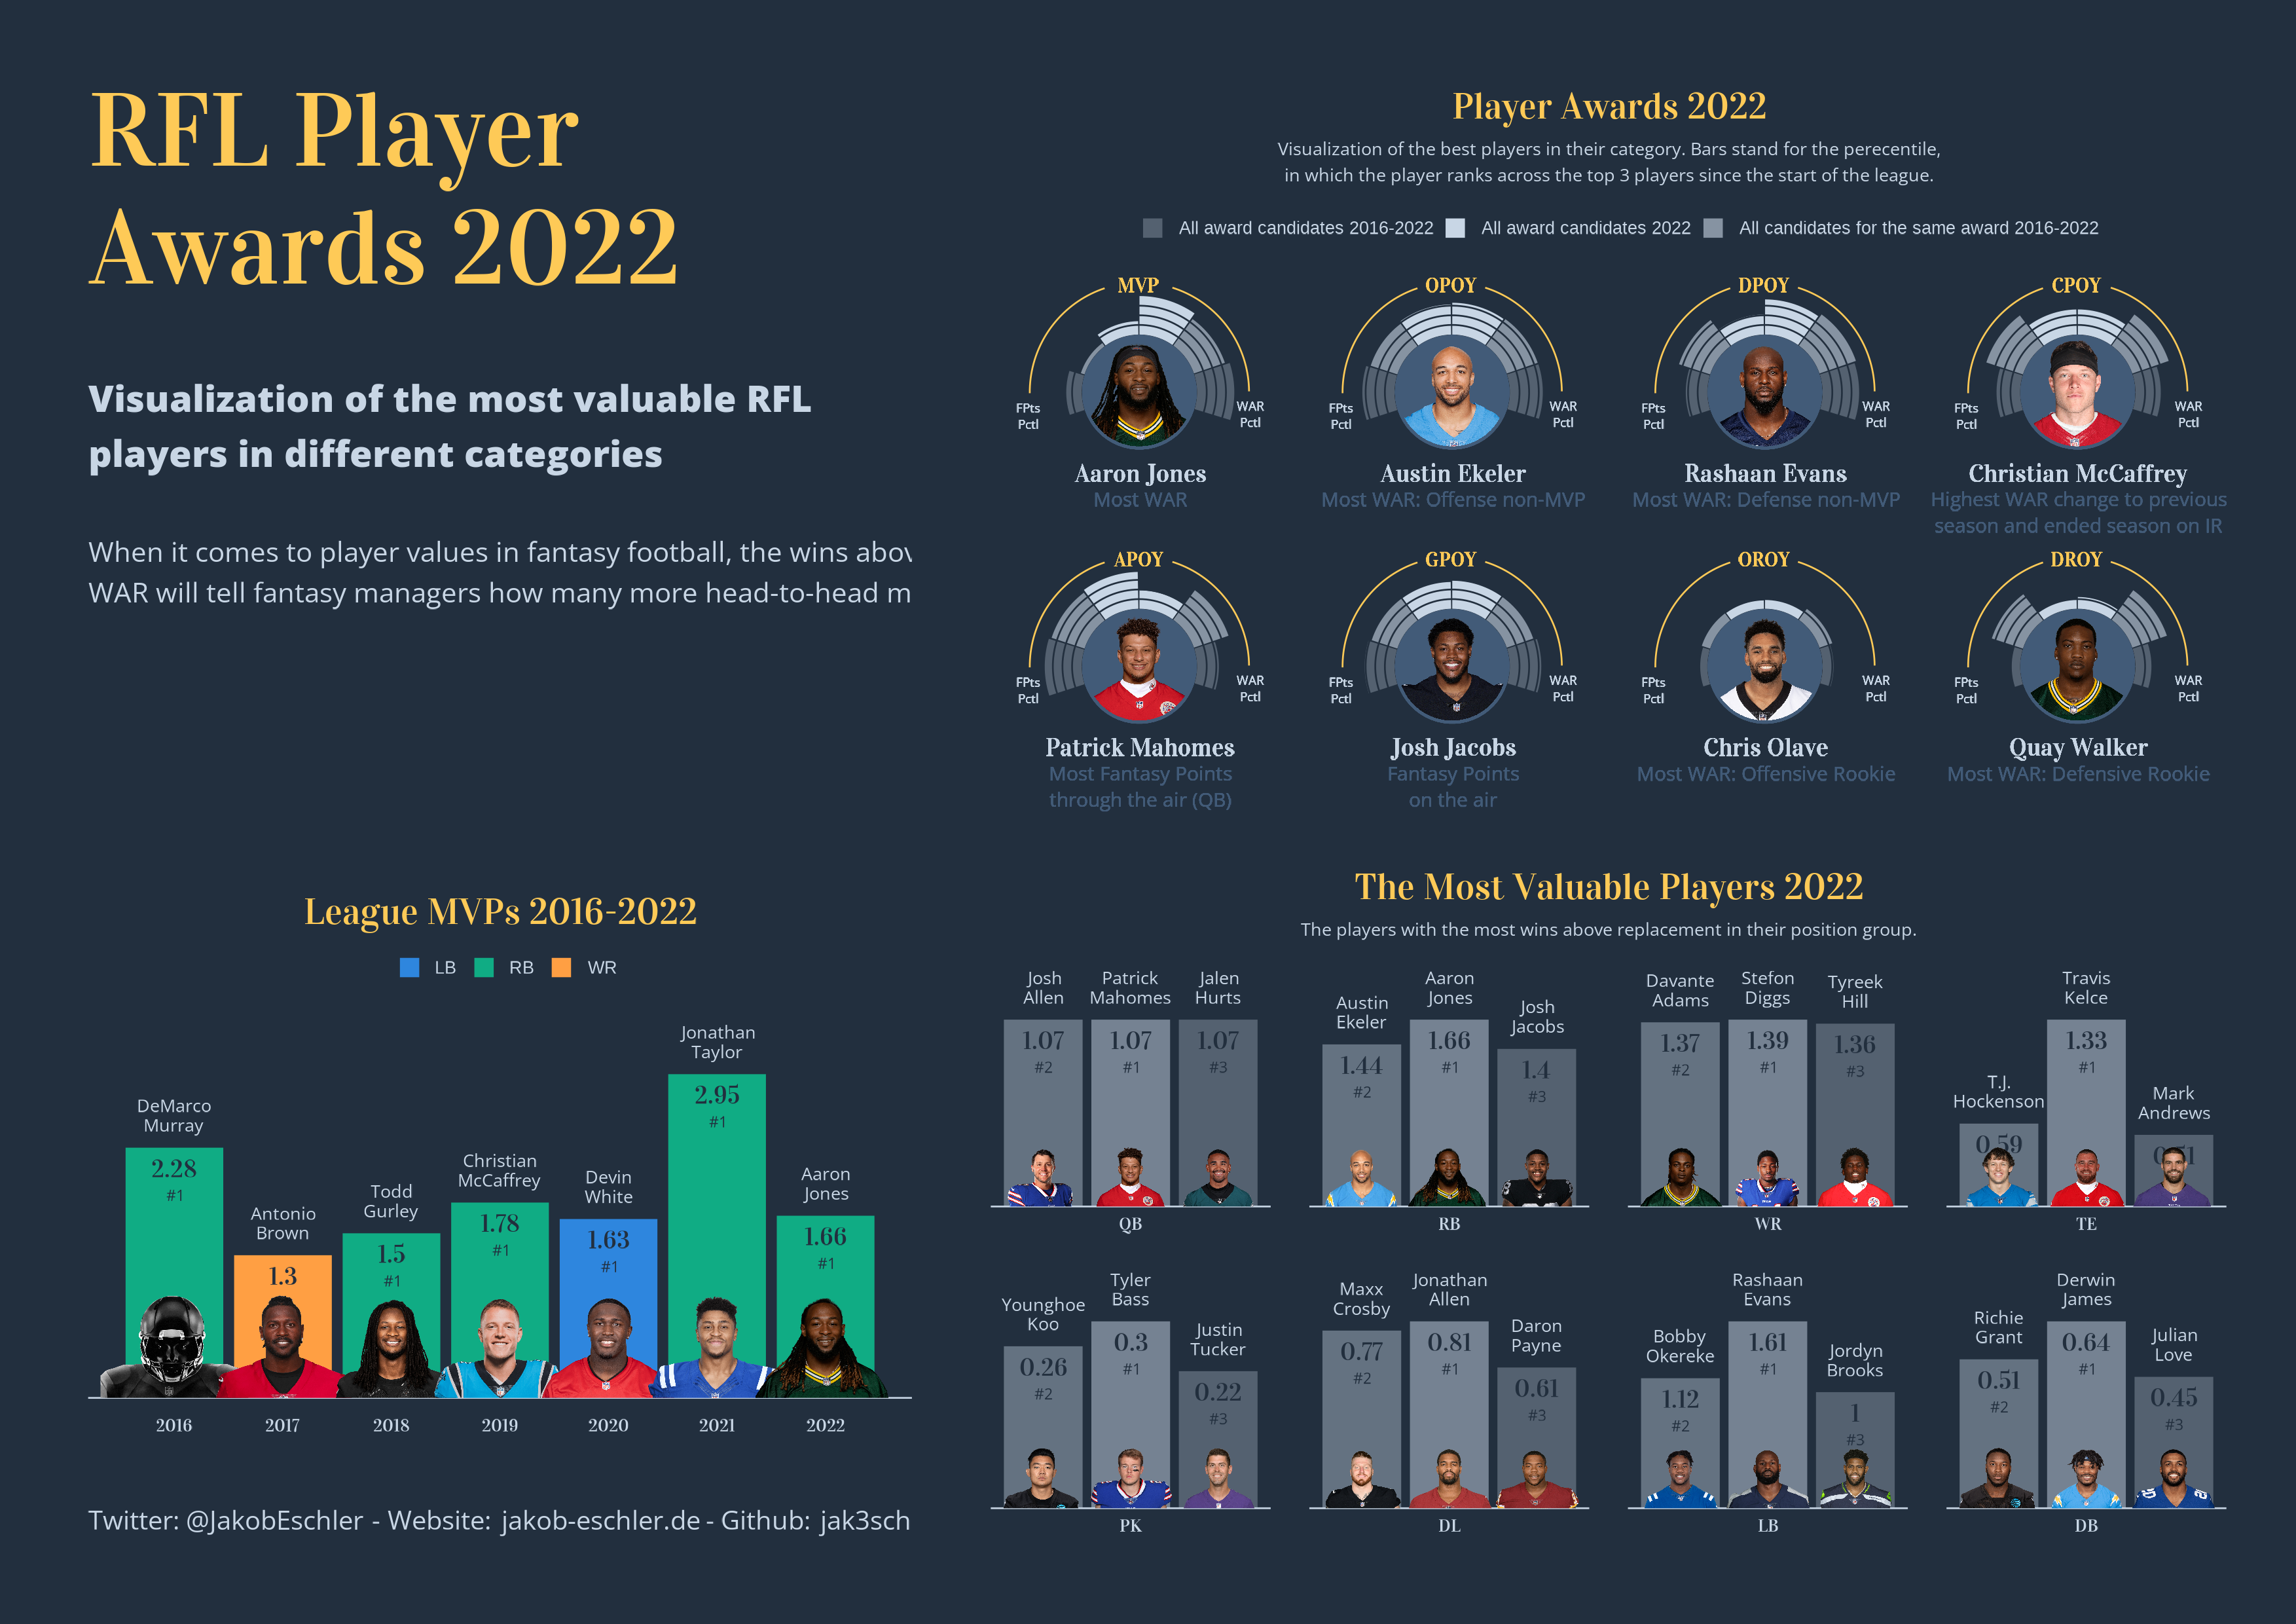 RFL Player
Awards 2022
Visualization of the most valuable RFL
players in different categories
When it comes to player values in fantasy football, the wins
WAR will tell fantasy managers how many more head-to-head m
League MVPs 2016-2022
LB RB WR
DeMarco
Murray
2.28
#1
Antonio
Brown
1.3
Todd
Gurley
1.5
#1
Christian
McCaffrey
1.78
#1
Devin
White
1.63
#1
Jonathan
Taylor
2.95
#1
Aaron
Jones
1.66
#1
2016 2017 2018 2019 2020 2021 2022
Twitter: @JakobEschler - Website: jakob-eschler.de - Github: jak3sch
Player Awards 2022
Visualization of the best players in their category. Bars stand for the perecentile,
in which the player ranks across the top 3 players since the start of the league.
All award candidates 2016-2022 All award candidates 2022 All candidates for the same award 2016-2022
MVP
FPts
Pctl
WAR
Pctl
Aaron Jones
Most WAR
OPOY
FPts
Pctl
WAR
Pctl
Austin Ekeler
Most WAR: Offense non-MVP
DPOY
FPts
Pctl
WAR
Pctl
Rashaan Evans
Most WAR: Defense non-MVP
CPOY
FPts
Pctl
WAR
Pctl
Christian McCaffrey
Highest WAR change to previous
season and ended season on IR
APOY
FPts
Pctl
WAR
Pctl
Patrick Mahomes
Most Fantasy Points
through the air (QB)
GPOY
FPts
Pctl
WAR
Pctl
Josh Jacobs
Fantasy Points
on the air
OROY
FPts
Pctl
WAR
Pctl
Chris Olave
Most WAR: Offensive Rookie
DROY
FPts
Pctl
WAR
Pctl
Quay Walker
Most WAR: Defensive Rookie
The Most Valuable Players 2022
The players with the most wins above replacement in their position group.
Josh
Allen
1.07
#2
Patrick
Mahomes
1.07
#1
Jalen
Hurts
1.07
#3
QB
Austin
Ekeler
1.44
#2
Aaron
Jones
1.66
#1
Josh
Jacobs
1.4
#3
RB
Davante
Adams
1.37
#2
Stefon
Diggs
1.39
#1
Tyreek
Hill
1.36
#3
WR
T.J.
Hockenson
0.59
Travis
Kelce
1.33
#1
Mark
Andrews
TE
Younghoe
Koo
0.26
#2
Tyler
Bass
0.3
#1
Justin
Tucker
0.22
#3
PK
Maxx
Crosby
0.77
#2
Jonathan
Allen
0.81
#1
Daron
Payne
0.61
#3
DL
Bobby
Okereke
1.12
#2
Rashaan
Evans
1.61
#1
Jordyn
Brooks
1
#3
LB
Richie
Grant
0.51
#2
Derwin
James
0.64
#1
Julian
Love
0.45
#3
DB